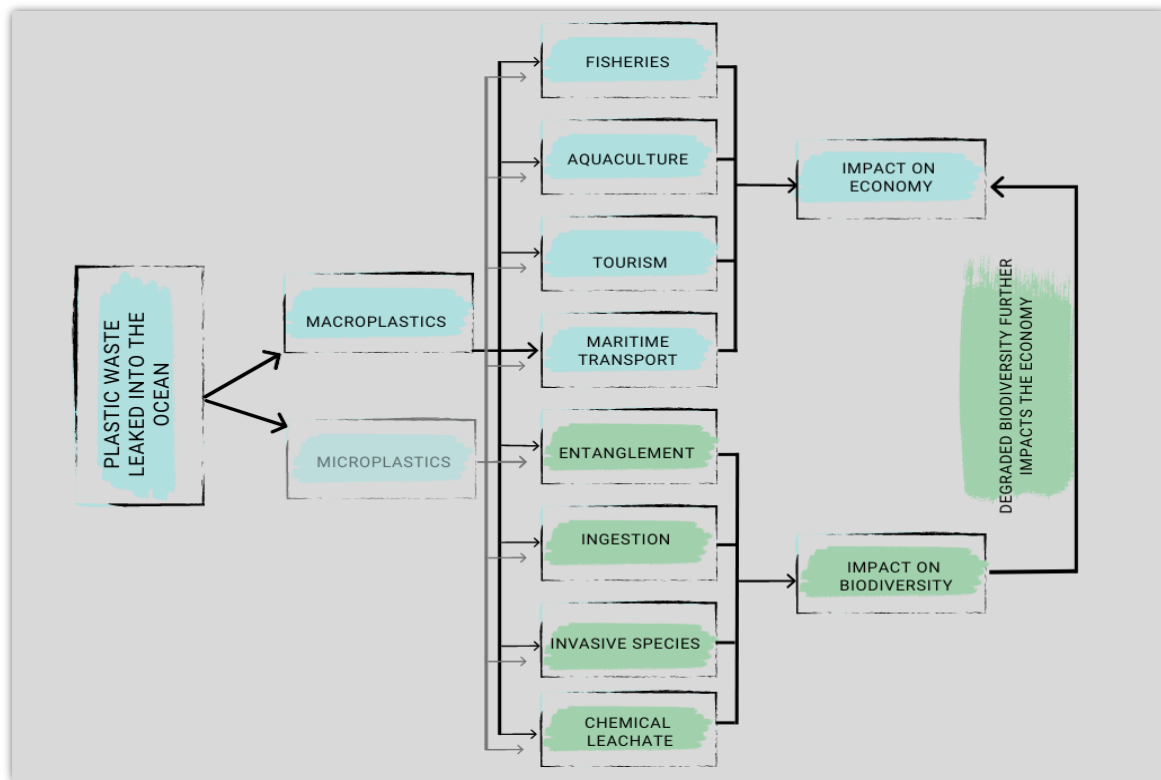 PLASTIC WASTE
LEAKED INTO THE
OCEAN
MACROPLASTICS
MICROPLASTICS
FISHERIES
AQUACULTURE
TOURISM
MARITIME
TRANSPORT
ENTANGLEMENT
INGESTION
INVASIVE SPECIES
CHEMICAL
LEACHATE
IMPACT ON
ECONOMY
IMPACT ON
BIODIVERSITY
DEGRADED BIODIVERSITY FURTHER
IMPACTS THE ECONOMY